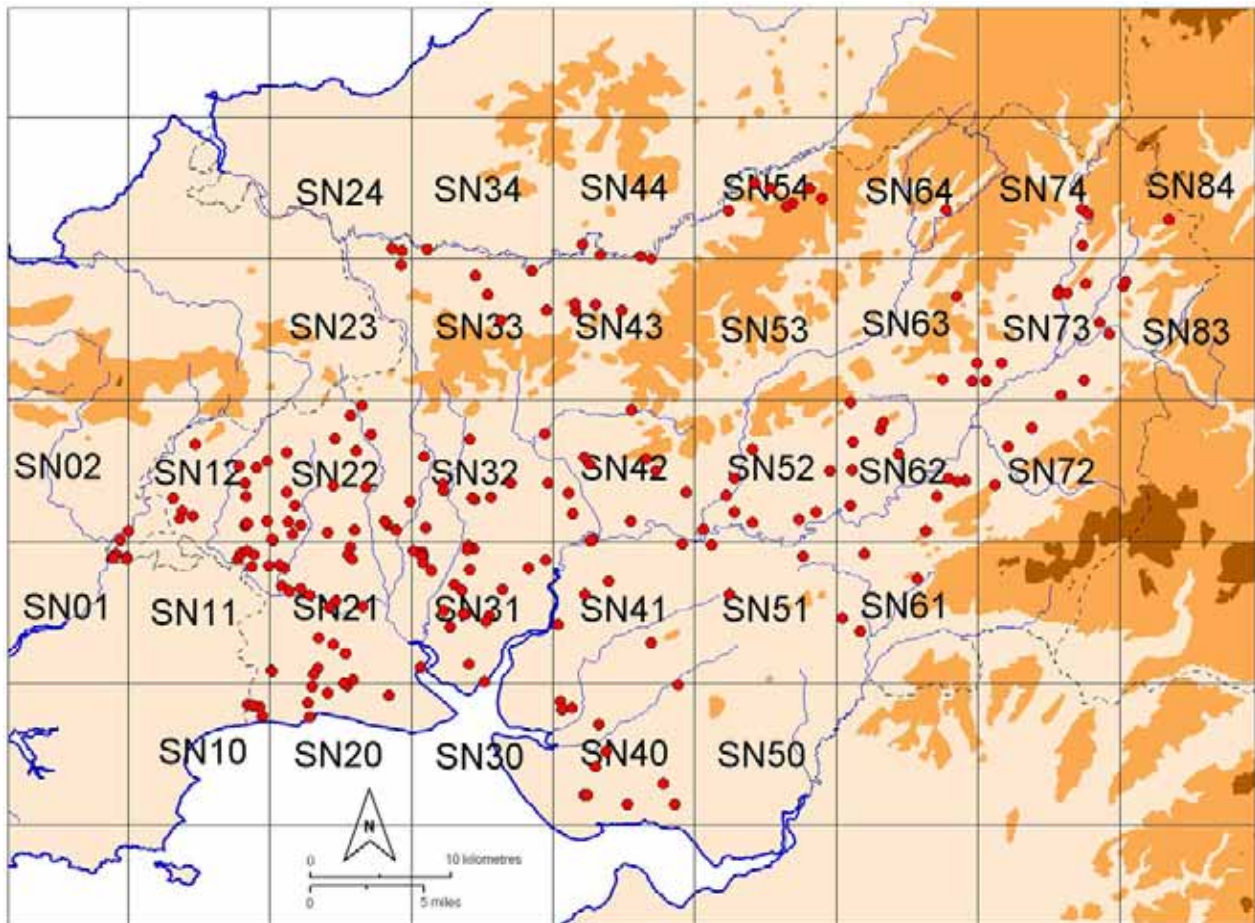 SN24 SN34 SN44 SN54 SN64 SN74 SN84
SN23 SN33 SN43 SN53 SN63 SN73 SN83
SN02 SN12 SN22 SN32 SN42 SN52 SN62 SN72
SN01 SN11 SN21 SN31 SN41 SN51 SN61
SN10 SN20 SN30 SN40 SN50
N
0 10 kilometres
0 5 miles